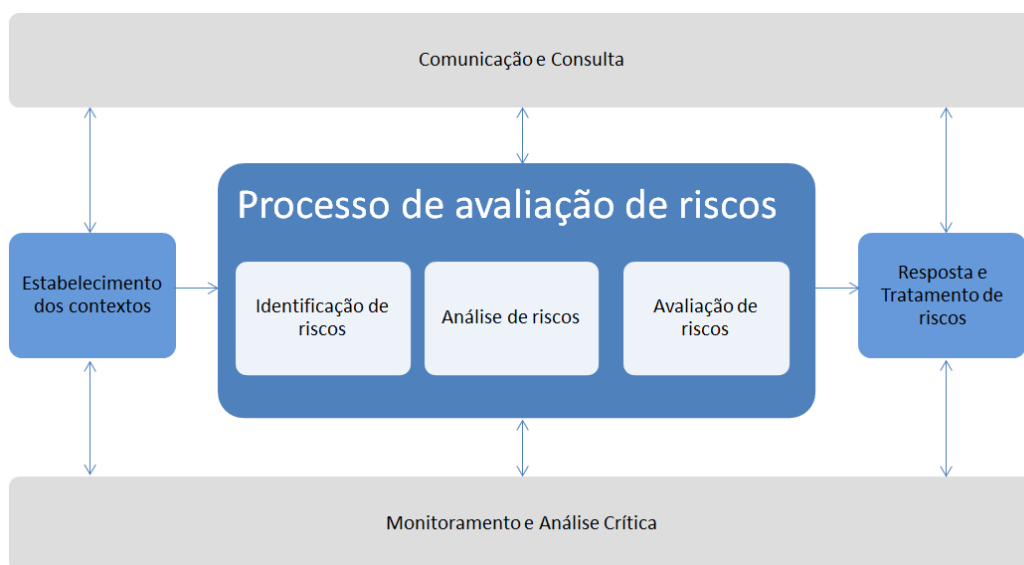 Comunicação e Consulta
Processo de avaliação de riscos
Estabelecimento
dos contextos
Identificação de
riscos
Análise de riscos
Avaliação de
riscos
Resposta e
Tratamento de
riscos
Monitoramento e Análise Crítica